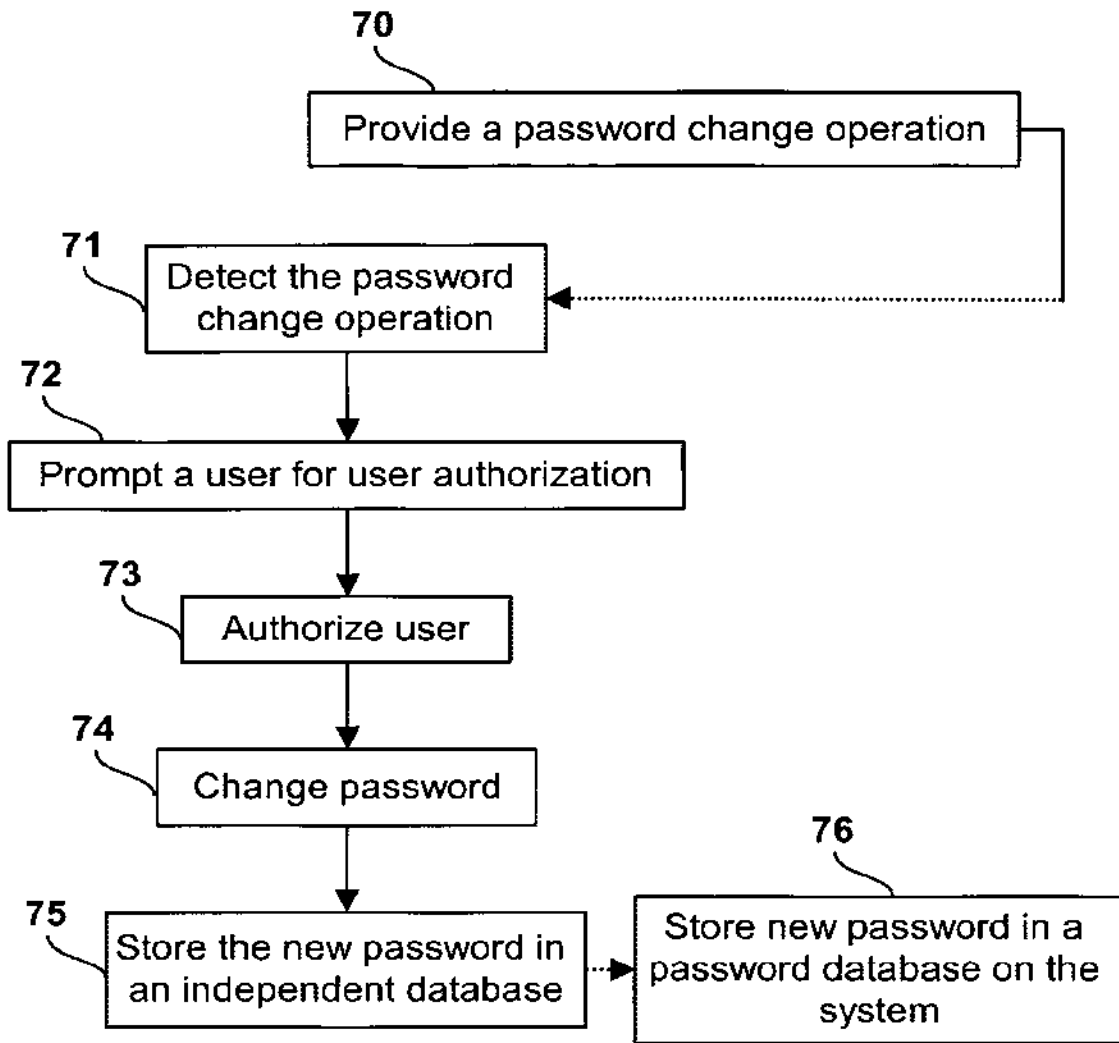 70
Provide a password change operation
71
Detect the password
change operation
72
Prompt a user for user authorization
73
Authorize user
74
Change password
75
Store the new password in
an independent database
76
Store new password in a
password database on the
system